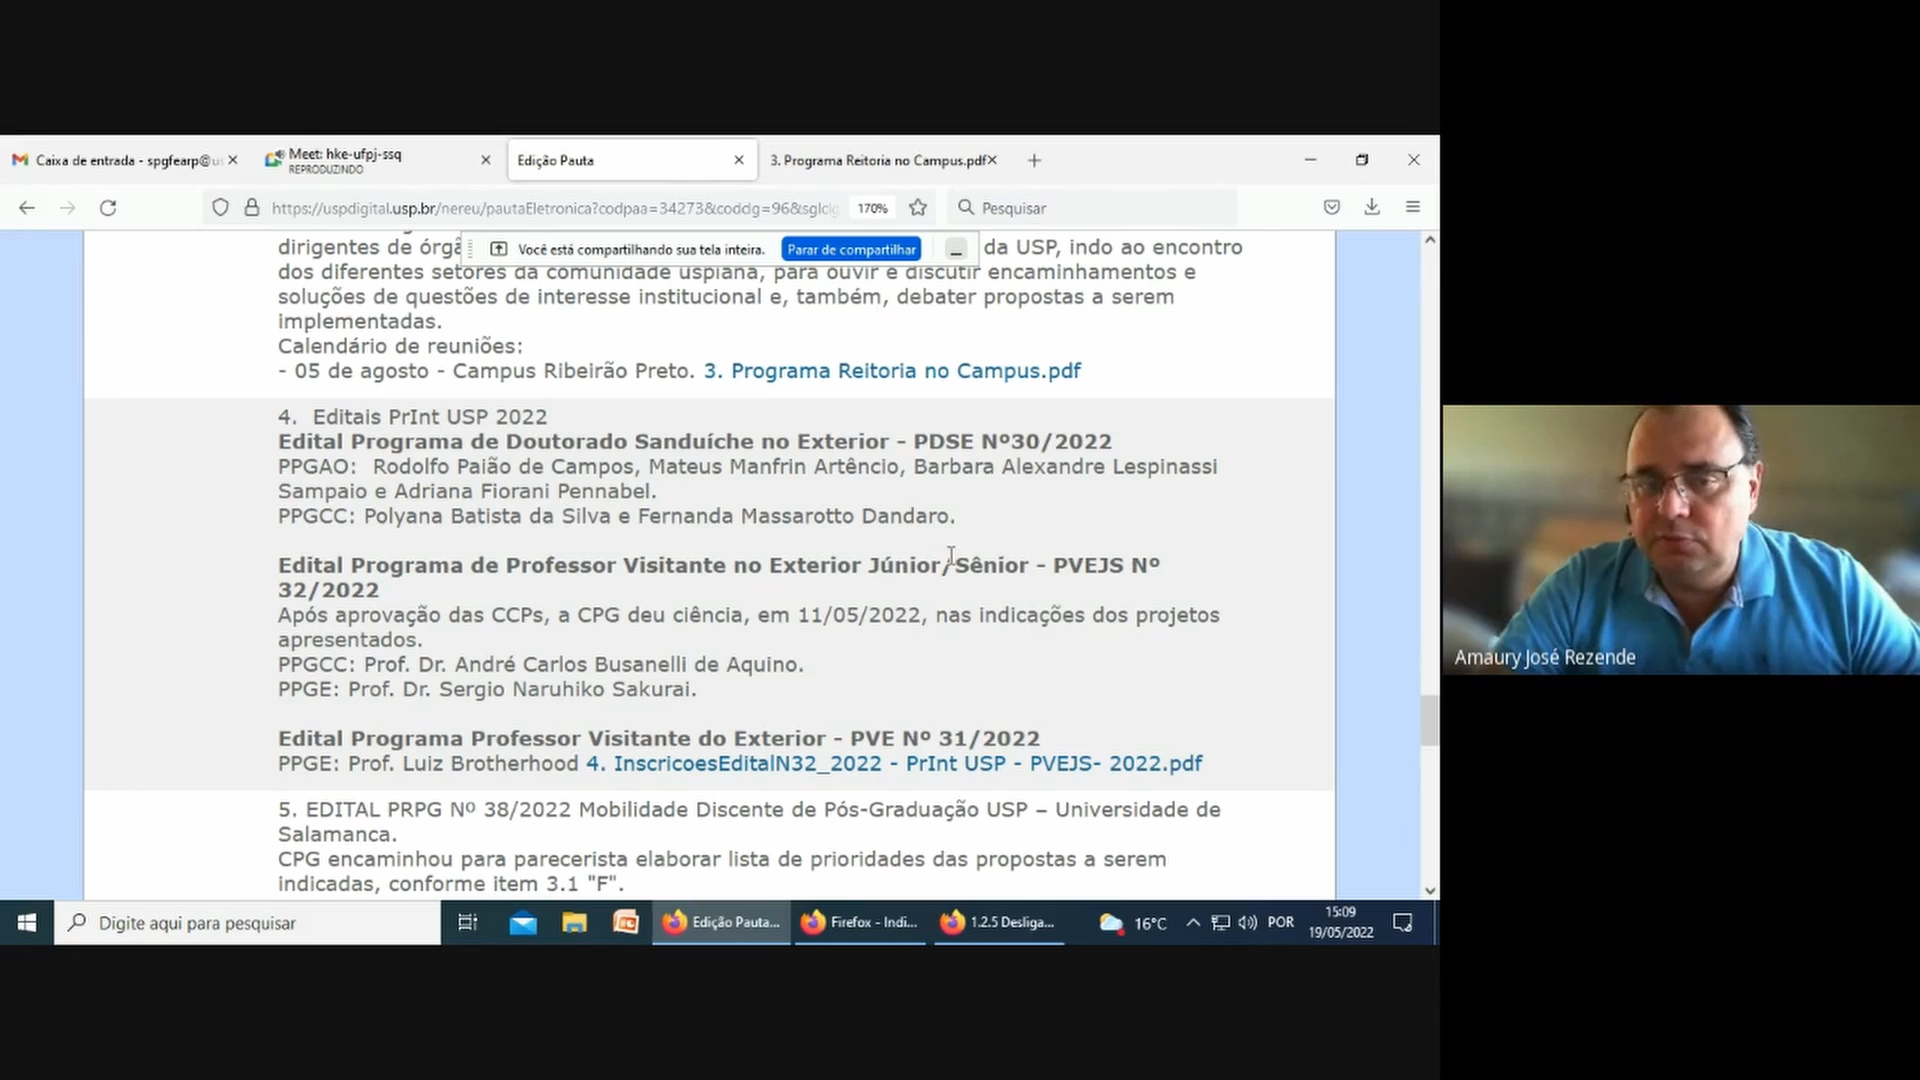 Caixa de entrada - spgfearp@u
Meet: hke-ufpj-ssq
REPRODUZINDO
Edição Pauta
3. Programa Reitoria no Campus.pdf
https://uspdigital.usp.br/nereu/pautaEletronica?codpaa=34273&codclg=96&sglclg
170%
Pesquisar
Você está compartilhando sua tela inteira.
Parar de compartilhar
dirigentes de órgã da USP, indo ao encontro
dos diferentes setores da comunidade uspiana, para ouvir e discutir encaminhamentos e
soluções de questões de interesse institucional e, também, debater propostas a serem
implementadas.
Calendário de reuniões:
- 05 de agosto - Campus Ribeirão Preto. 3. Programa Reitoria no Campus.pdf
4. Editais PrInt USP 2022
Edital Programa de Doutorado Sanduíche no Exterior - PDSE Nº30/2022
PPGAO: Rodolfo Paião de Campos, Mateus Manfrin Artêncio, Barbara Alexandre Lespinassi
Sampaio e Adriana Fiorani Pennabel.
PPGCC: Polyana Batista da Silva e Fernanda Massarotto Dandaro.
Edital Programa de Professor Visitante no Exterior Júnior/Sênior - PVEJS Nº
32/2022
Após aprovação das CCPs, a CPG deu ciência, em 11/05/2022, nas indicações dos projetos
apresentados.
PPGCC: Prof. Dr. André Carlos Busanelli de Aquino.
PPGE: Prof. Dr. Sergio Naruhiko Sakurai.
Edital Programa Professor Visitante do Exterior - PVE Nº 31/2022
PPGE: Prof. Luiz Brotherhood 4. InscricoesEditalN32_2022 - PrInt USP - PVEJS- 2022.pdf
5. EDITAL PRPG Nº 38/2022 Mobilidade Discente de Pós-Graduação USP – Universidade de
Salamanca.
CPG encaminhou para parecerista elaborar lista de prioridades das propostas a serem
indicadas, conforme item 3.1 "F".
Amaury José Rezende
Digite aqui para pesquisar
Edição Pauta...
Firefox - Indi...
1.2.5 Desliga...
16°C
POR
15:09
19/05/2022